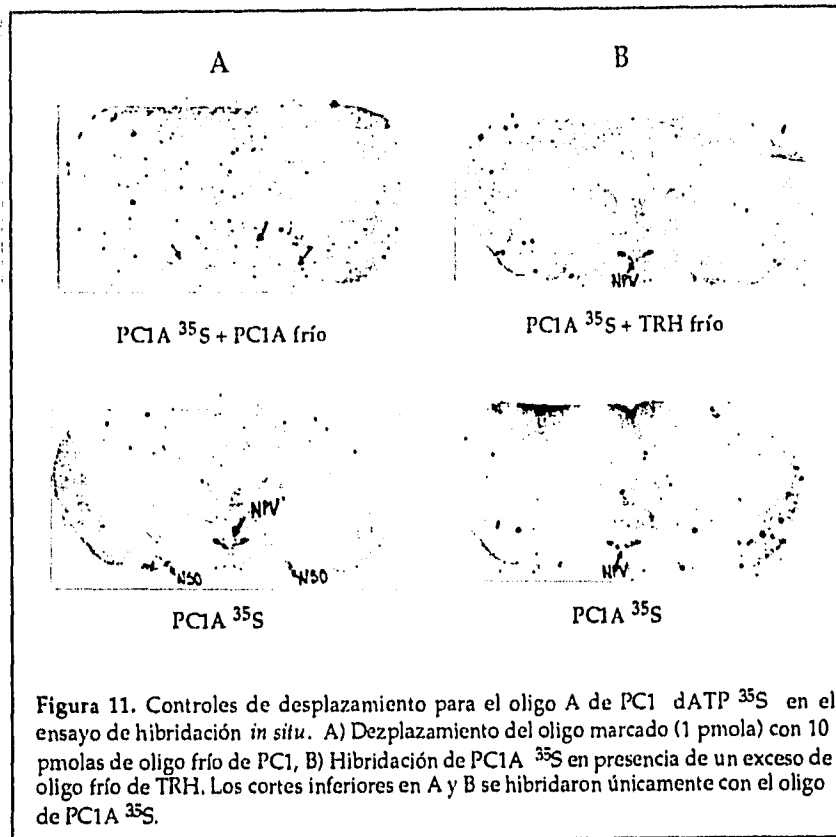 A
B
NPV
PC1A ³⁵S + PC1A frío
PC1A ³⁵S + TRH frío
NPV
NSO
NSO
NPV
PC1A ³⁵S
PC1A ³⁵S
Figura 11. Controles de desplazamiento para el oligo A de PC1 dATP ³⁵S en el
ensayo de hibridación in situ. A) Dezplazamiento del oligo marcado (1 pmola) con 10
pmolas de oligo frío de PC1, B) Hibridación de PC1A ³⁵S en presencia de un exceso de
oligo frío de TRH. Los cortes inferiores en A y B se hibridaron únicamente con el oligo
de PC1A ³⁵S.